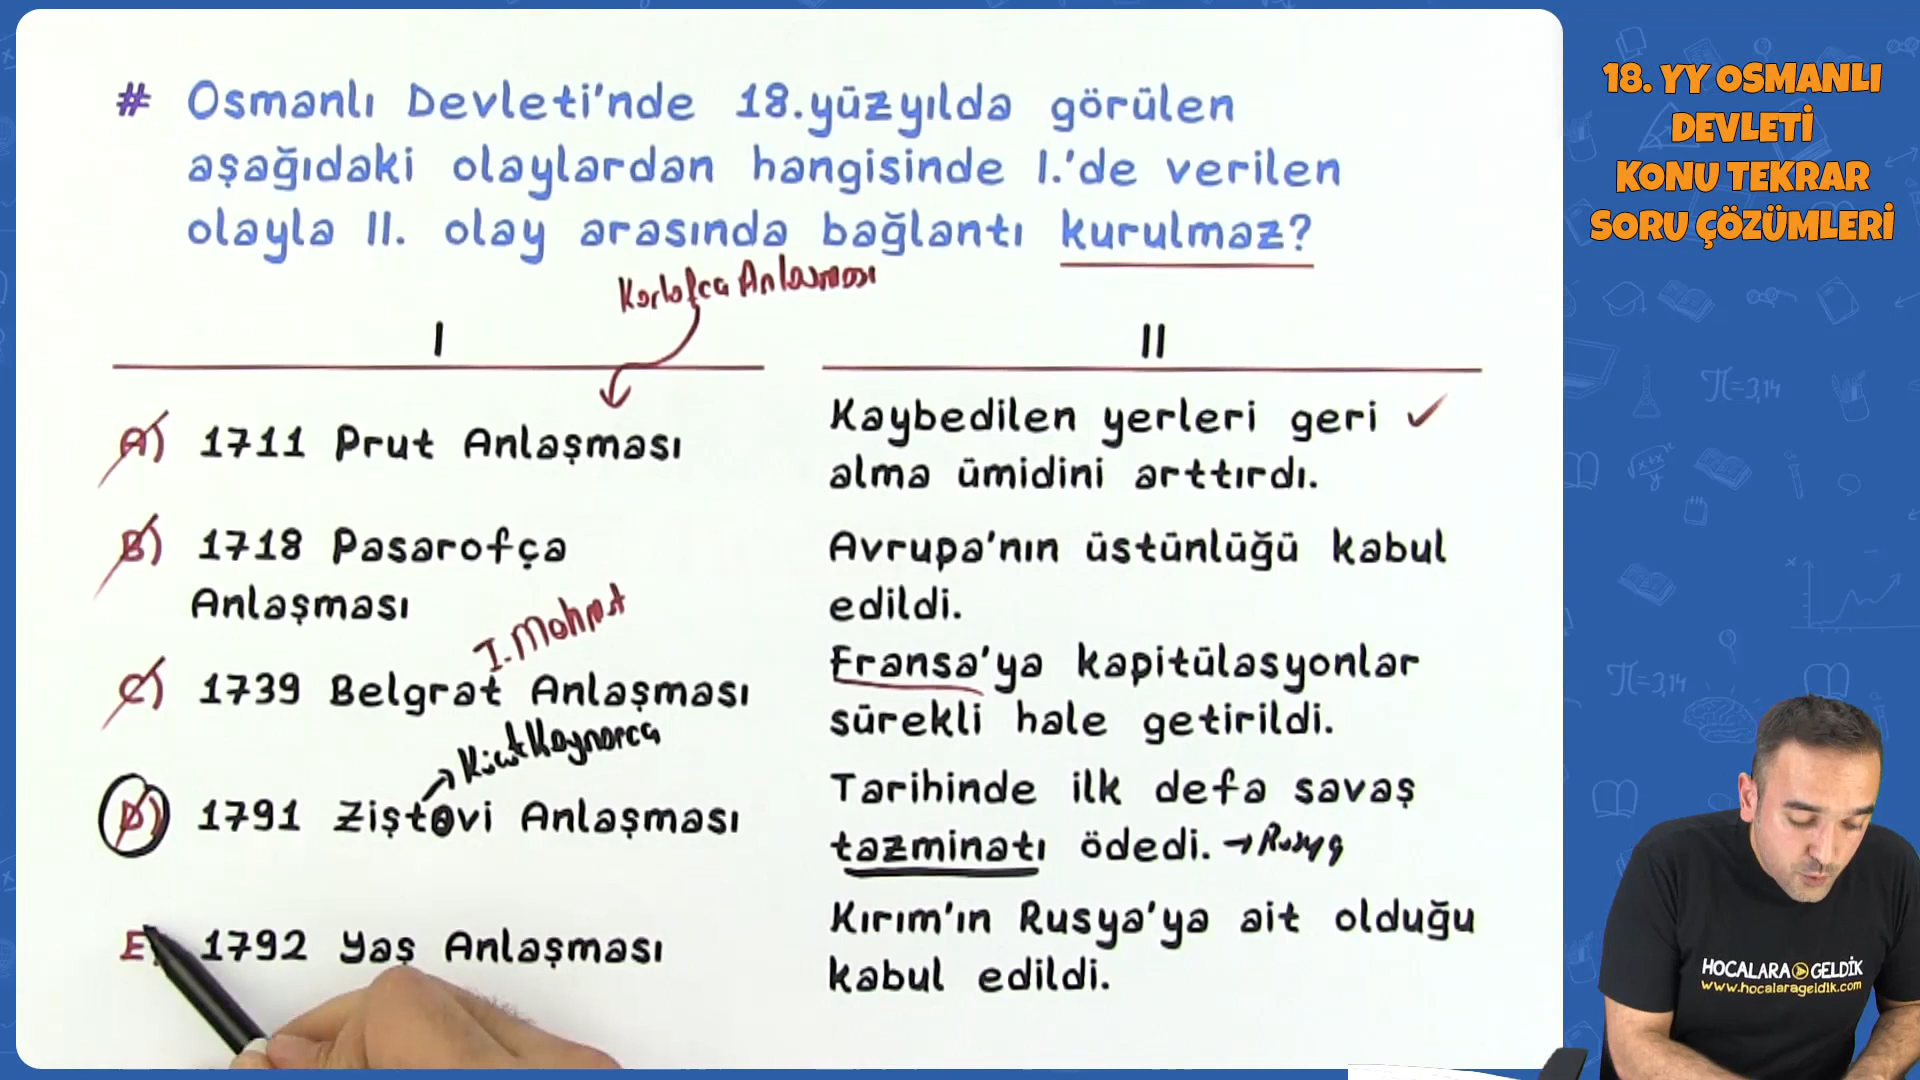 # Osmanlı Devleti'nde 18.yüzyılda görülen
aşağıdaki olaylardan hangisinde I.'de verilen
olayla II. olay arasında bağlantı kurulmaz?
Karlofça Anlaşması
I
II
A) 1711 Prut Anlaşması
Kaybedilen yerleri geri ✓
alma ümidini arttırdı.
B) 1718 Pasarofça
Anlaşması
Avrupa'nın üstünlüğü kabul
edildi.
I. Mahmut
C) 1739 Belgrat Anlaşması
Fransa'ya kapitülasyonlar
sürekli hale getirildi.
Küçük Kaynarca
D) 1791 Ziştovi Anlaşması
Tarihinde ilk defa savaş
tazminatı ödedi. → Rusya
E) 1792 Yaş Anlaşması
Kırım'ın Rusya'ya ait olduğu
kabul edildi.
18. YY OSMANLI
DEVLETİ
KONU TEKRAR
SORU ÇÖZÜMLERİ
π=3,14
π=3,14
HOCALARA GELDİK
www.hocalarageldik.com